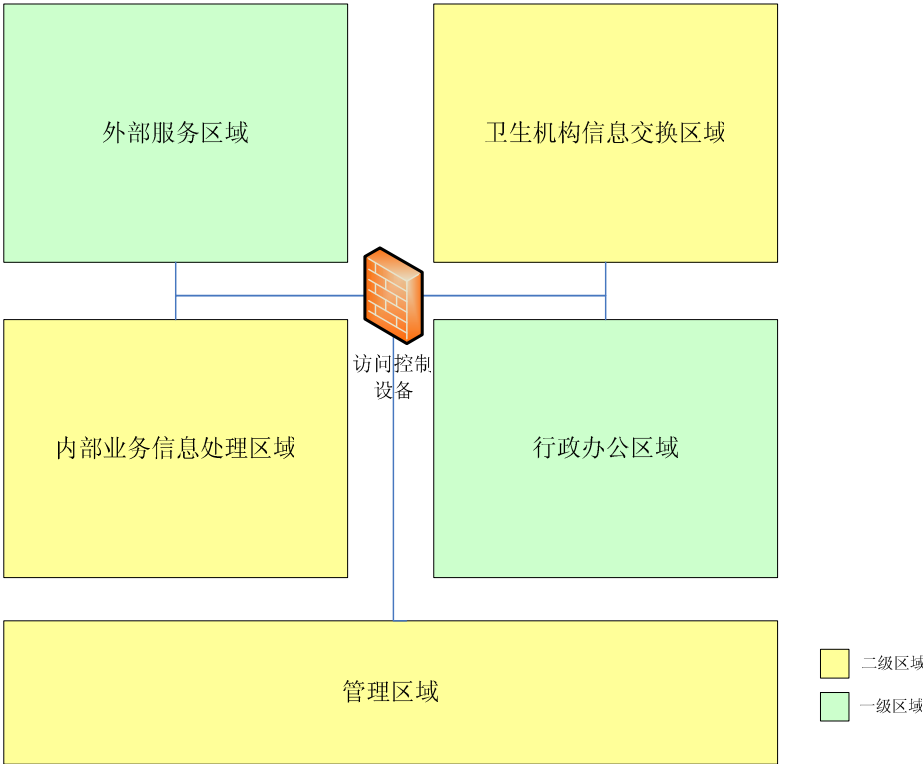 外部服务区域
卫生机构信息交换区域
访问控制
设备
内部业务信息处理区域
行政办公区域
管理区域
二级区域
一级区域